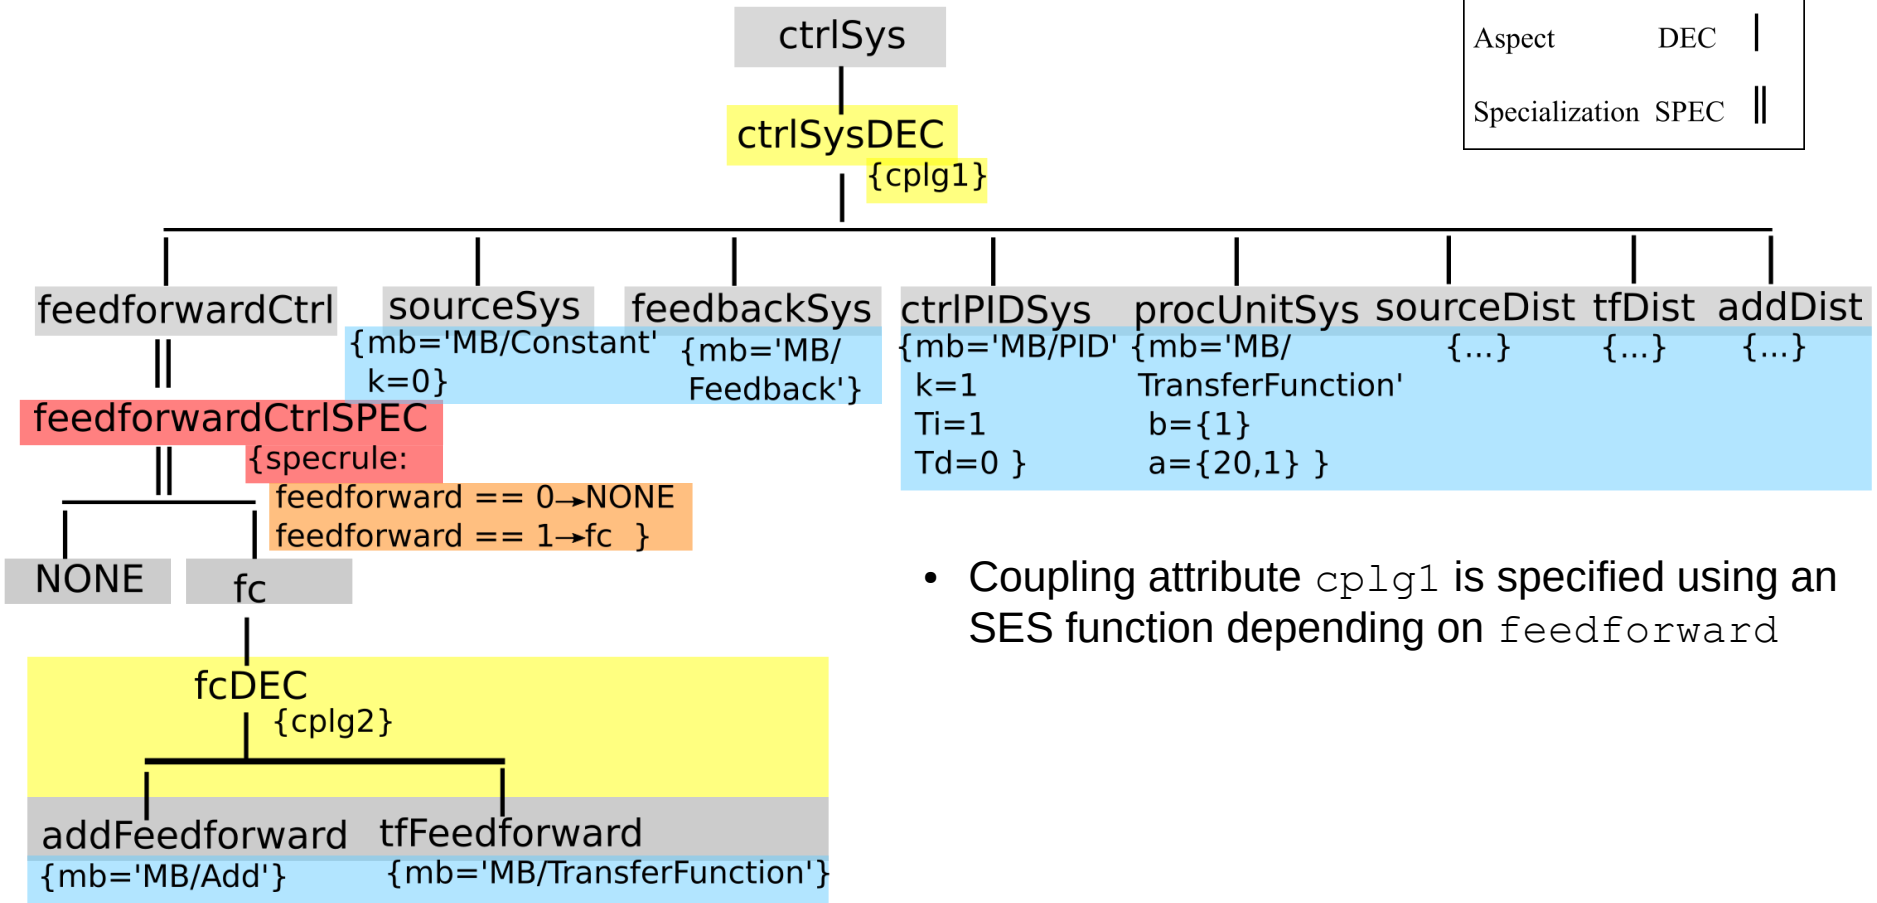 ctrlSys
Aspect DEC
Specialization SPEC
ctrlSysDEC
{cplg1}
feedforwardCtrl
sourceSys
{mb='MB/Constant'
k=0}
feedbackSys
{mb='MB/
Feedback'}
ctrlPIDSys
{mb='MB/PID'
k=1
Ti=1
Td=0 }
procUnitSys
{mb='MB/
TransferFunction'
b={1}
a={20,1} }
sourceDist
{...}
tfDist
{...}
addDist
{...}
feedforwardCtrlSPEC
{specrule:
feedforward == 0→NONE
feedforward == 1→fc }
NONE
fc
fcDEC
{cplg2}
addFeedforward
{mb='MB/Add'}
tfFeedforward
{mb='MB/TransferFunction'}
• Coupling attribute cplg1 is specified using an
SES function depending on feedforward